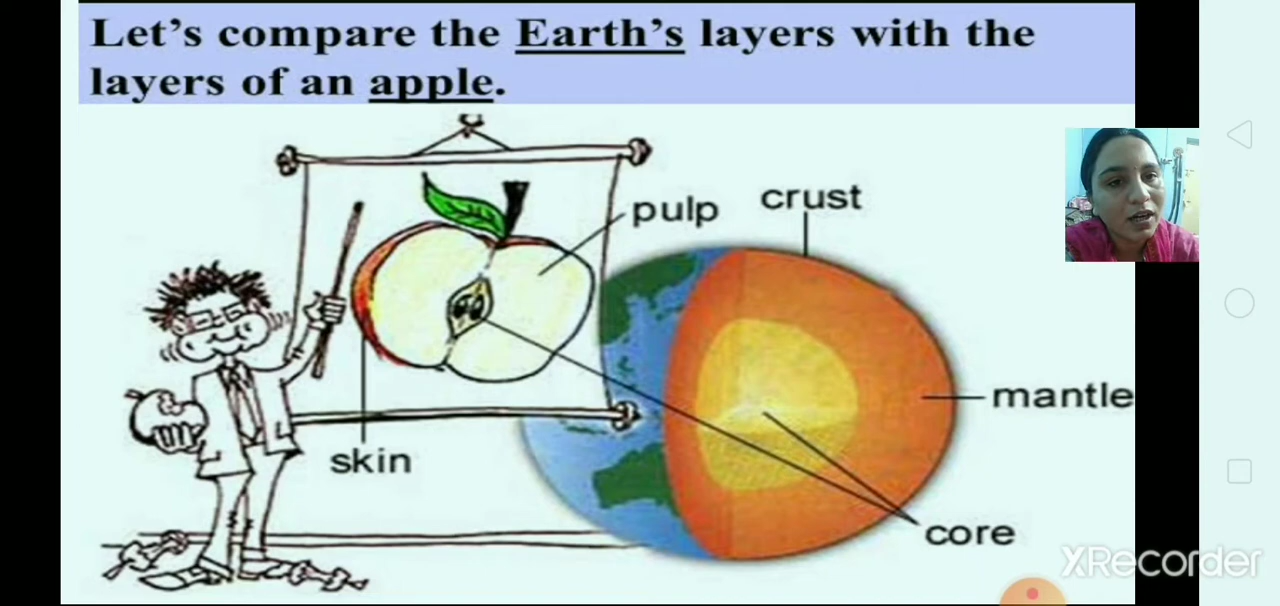 Let's compare the Earth's layers with the
layers of an apple.
pulp
crust
mantle
skin
core
XRecorder